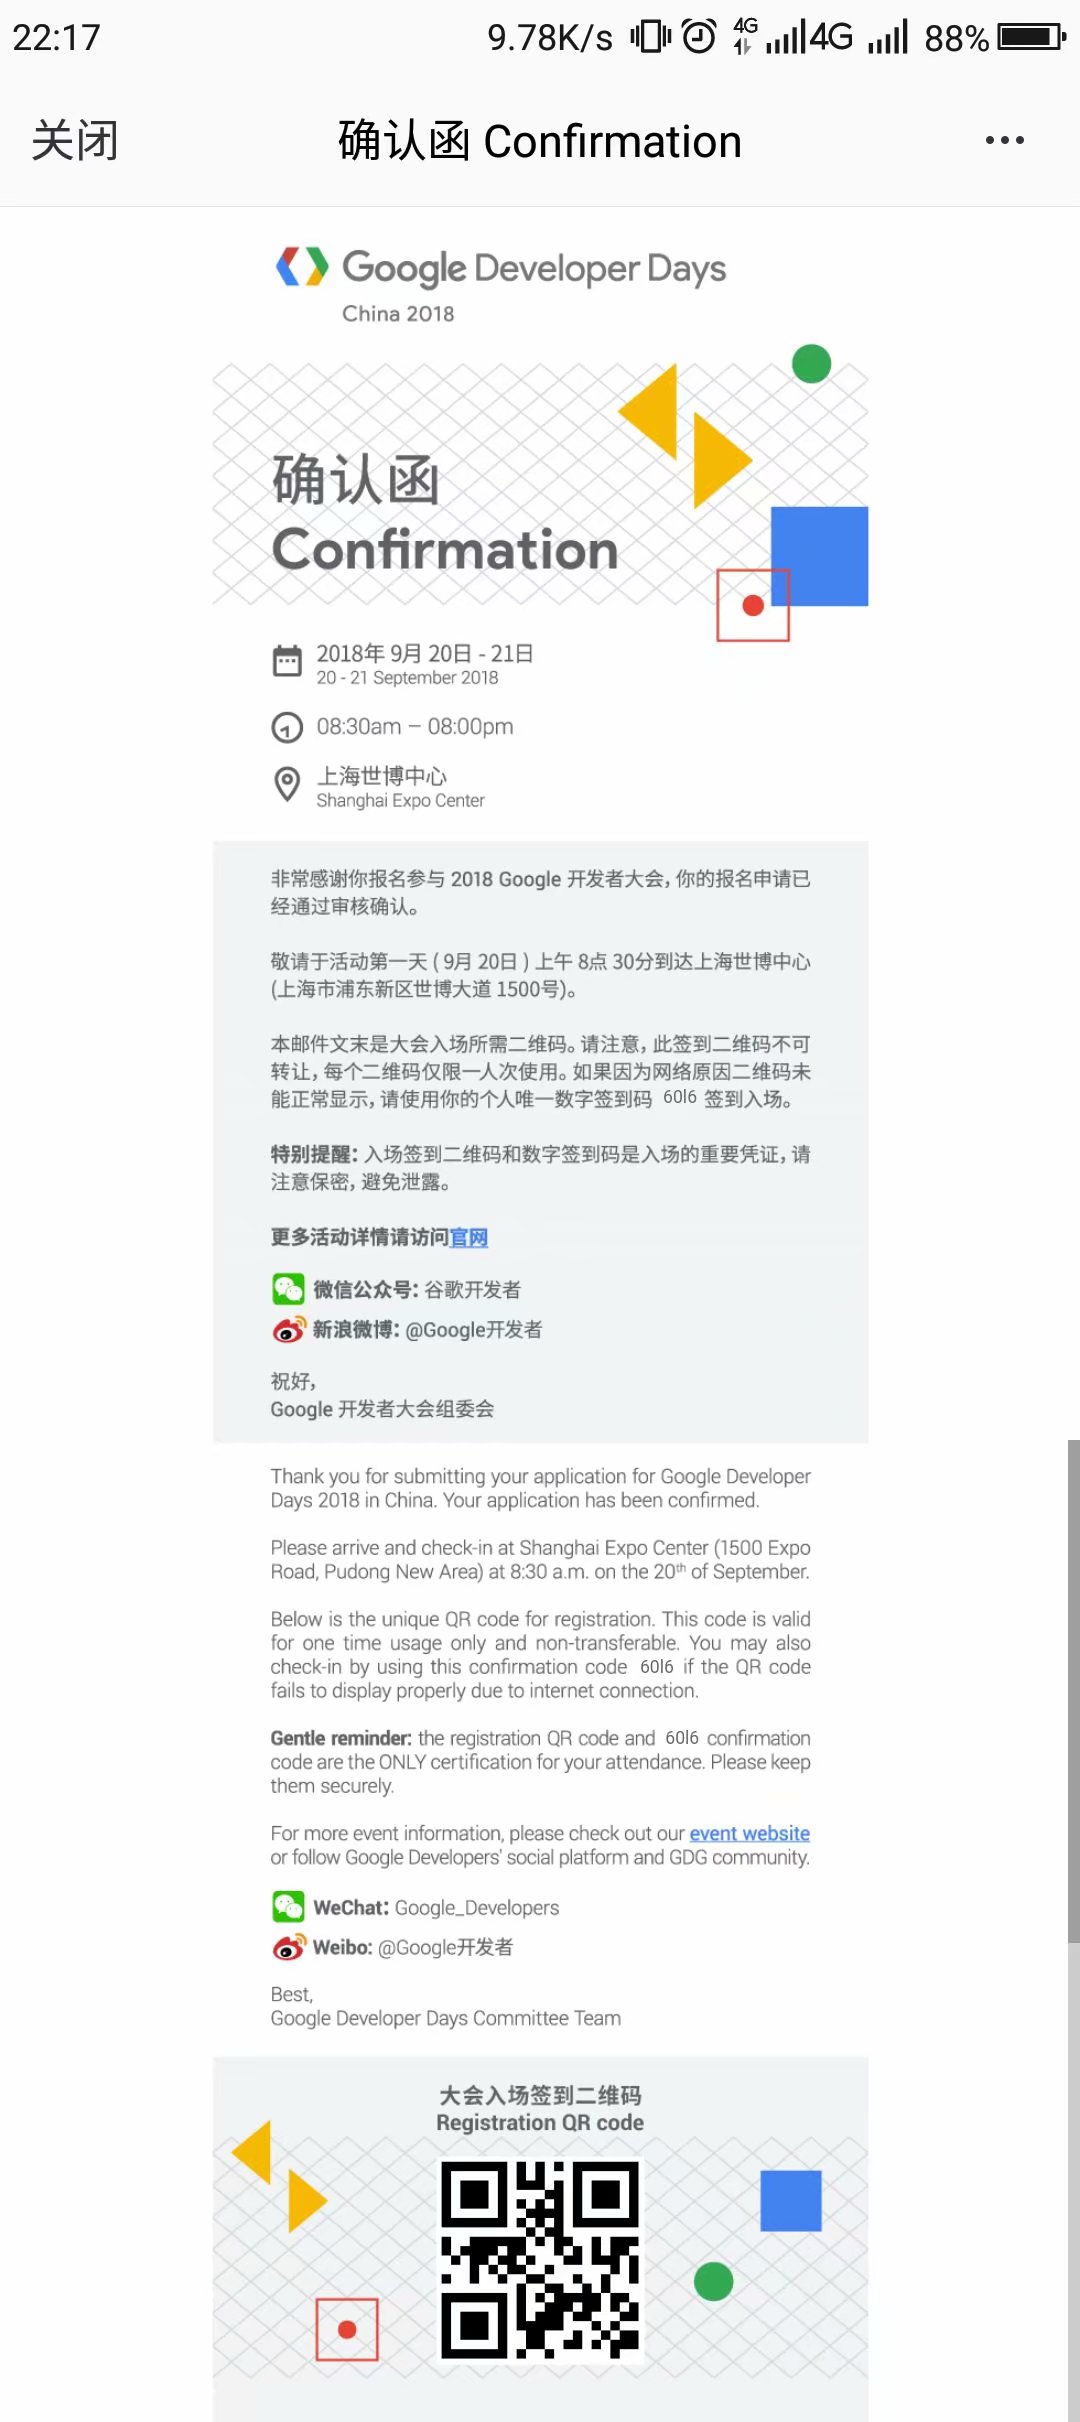 22:17 9.78K/s 4G 4G 88%
关闭 确认函 Confirmation
Google Developer Days
China 2018
确认函
Confirmation
2018年 9月 20日 - 21日
20 - 21 September 2018
08:30am – 08:00pm
上海世博中心
Shanghai Expo Center
非常感谢你报名参与 2018 Google 开发者大会, 你的报名申请已
经通过审核确认。
敬请于活动第一天 ( 9月 20日 ) 上午 8点 30分到达上海世博中心
(上海市浦东新区世博大道 1500号)。
本邮件文末是大会入场所需二维码。请注意, 此签到二维码不可
转让, 每个二维码仅限一人次使用。如果因为网络原因二维码未
能正常显示, 请使用你的个人唯一数字签到码 60l6 签到入场。
特别提醒: 入场签到二维码和数字签到码是入场的重要凭证, 请
注意保密, 避免泄露。
更多活动详情请访问官网
微信公众号: 谷歌开发者
新浪微博: @Google开发者
祝好,
Google 开发者大会组委会
Thank you for submitting your application for Google Developer
Days 2018 in China. Your application has been confirmed.
Please arrive and check-in at Shanghai Expo Center (1500 Expo
Road, Pudong New Area) at 8:30 a.m. on the 20th of September.
Below is the unique QR code for registration. This code is valid
for one time usage only and non-transferable. You may also
check-in by using this confirmation code 60l6 if the QR code
fails to display properly due to internet connection.
Gentle reminder: the registration QR code and 60l6 confirmation
code are the ONLY certification for your attendance. Please keep
them securely.
For more event information, please check out our event website
or follow Google Developers' social platform and GDG community.
WeChat: Google_Developers
Weibo: @Google开发者
Best,
Google Developer Days Committee Team
大会入场签到二维码
Registration QR code